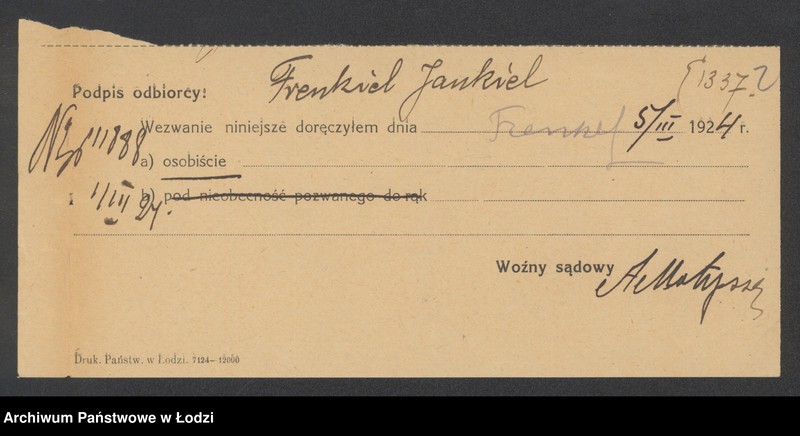 Frenkiel Jankiel
[1337?]
Podpis odbiorcy:
Wezwanie niniejsze doręczyłem dnia Frenkel 5/III 1924 r.
a) osobiście
1/III 24.
b) pod nieobecność pozwanego do rąk
Woźny sądowy
Druk. Państw. w Łodzi. 7124—12000
Archiwum Państwowe w Łodzi